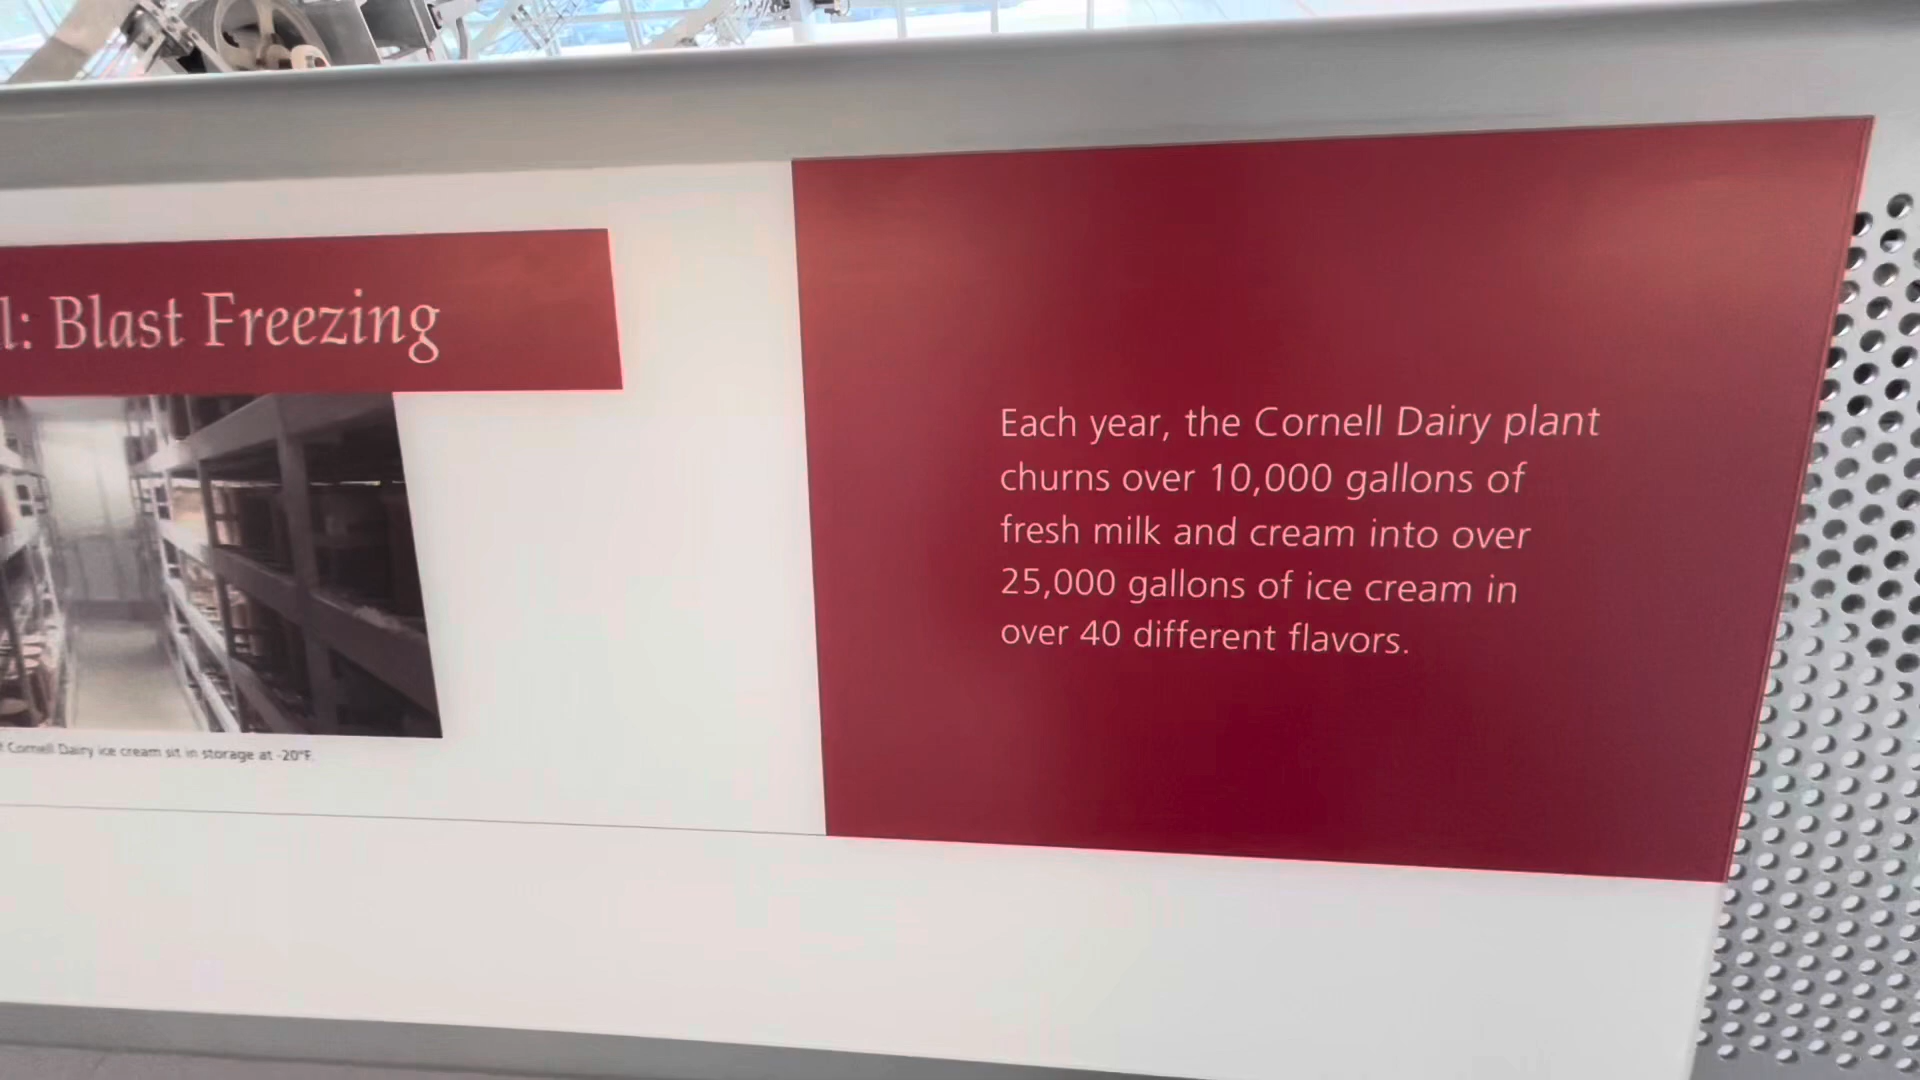 : Blast Freezing
Cornell Dairy ice cream sit in storage at -20°F.
Each year, the Cornell Dairy plant
churns over 10,000 gallons of
fresh milk and cream into over
25,000 gallons of ice cream in
over 40 different flavors.